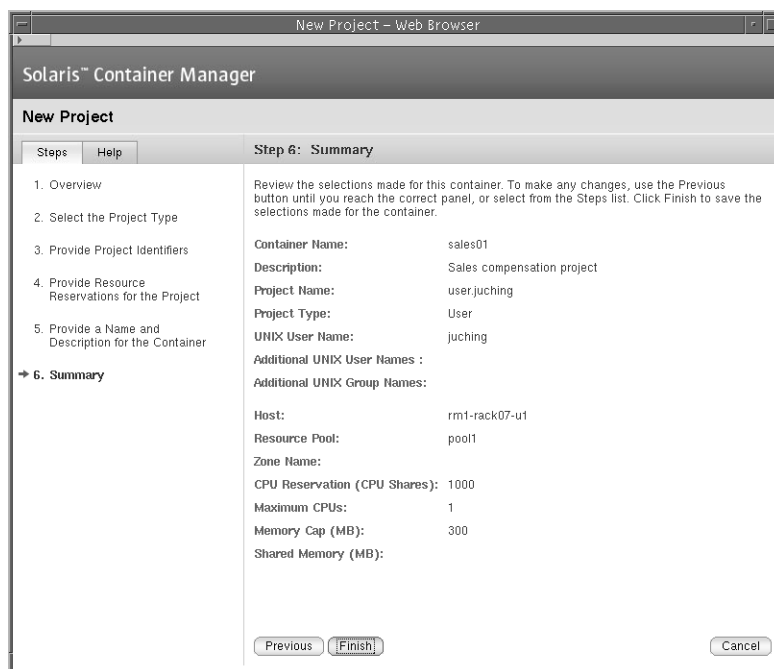 New Project – Web Browser
Solaris™ Container Manager
New Project
Steps
Help
1. Overview
2. Select the Project Type
3. Provide Project Identifiers
4. Provide Resource
Reservations for the Project
5. Provide a Name and
Description for the Container
6. Summary
Step 6: Summary
Review the selections made for this container. To make any changes, use the Previous
button until you reach the correct panel, or select from the Steps list. Click Finish to save the
selections made for the container.
Container Name: sales01
Description: Sales compensation project
Project Name: user.juching
Project Type: User
UNIX User Name: juching
Additional UNIX User Names :
Additional UNIX Group Names:
Host: rm1-rack07-u1
Resource Pool: pool1
Zone Name:
CPU Reservation (CPU Shares): 1000
Maximum CPUs: 1
Memory Cap (MB): 300
Shared Memory (MB):
Previous
Finish
Cancel